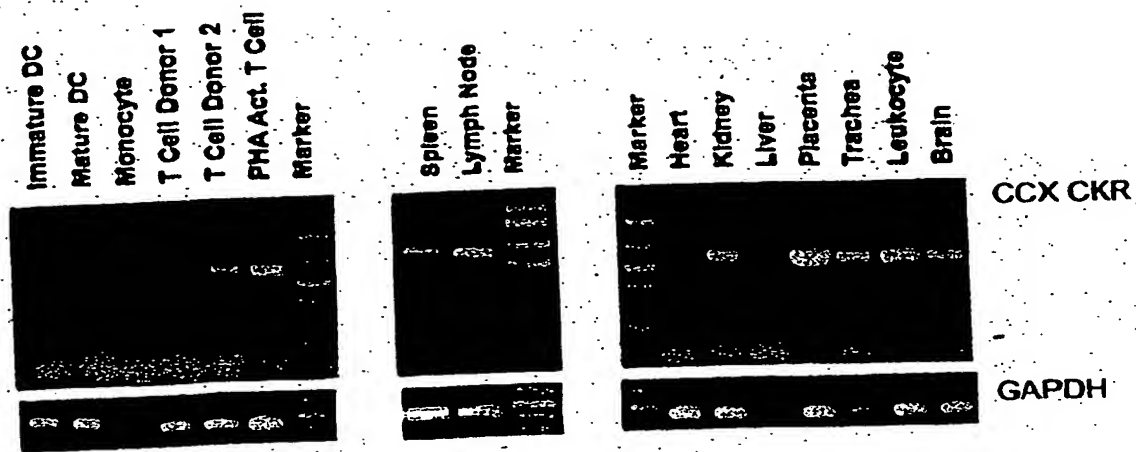 Immature DC
Mature DC
Monocyte
T Cell Donor 1
T Cell Donor 2
PHA Act. T Cell
Marker
Spleen
Lymph Node
Marker
Marker
Heart
Kidney
Liver
Placenta
Trachea
Leukocyte
Brain
CCX CKR
GAPDH